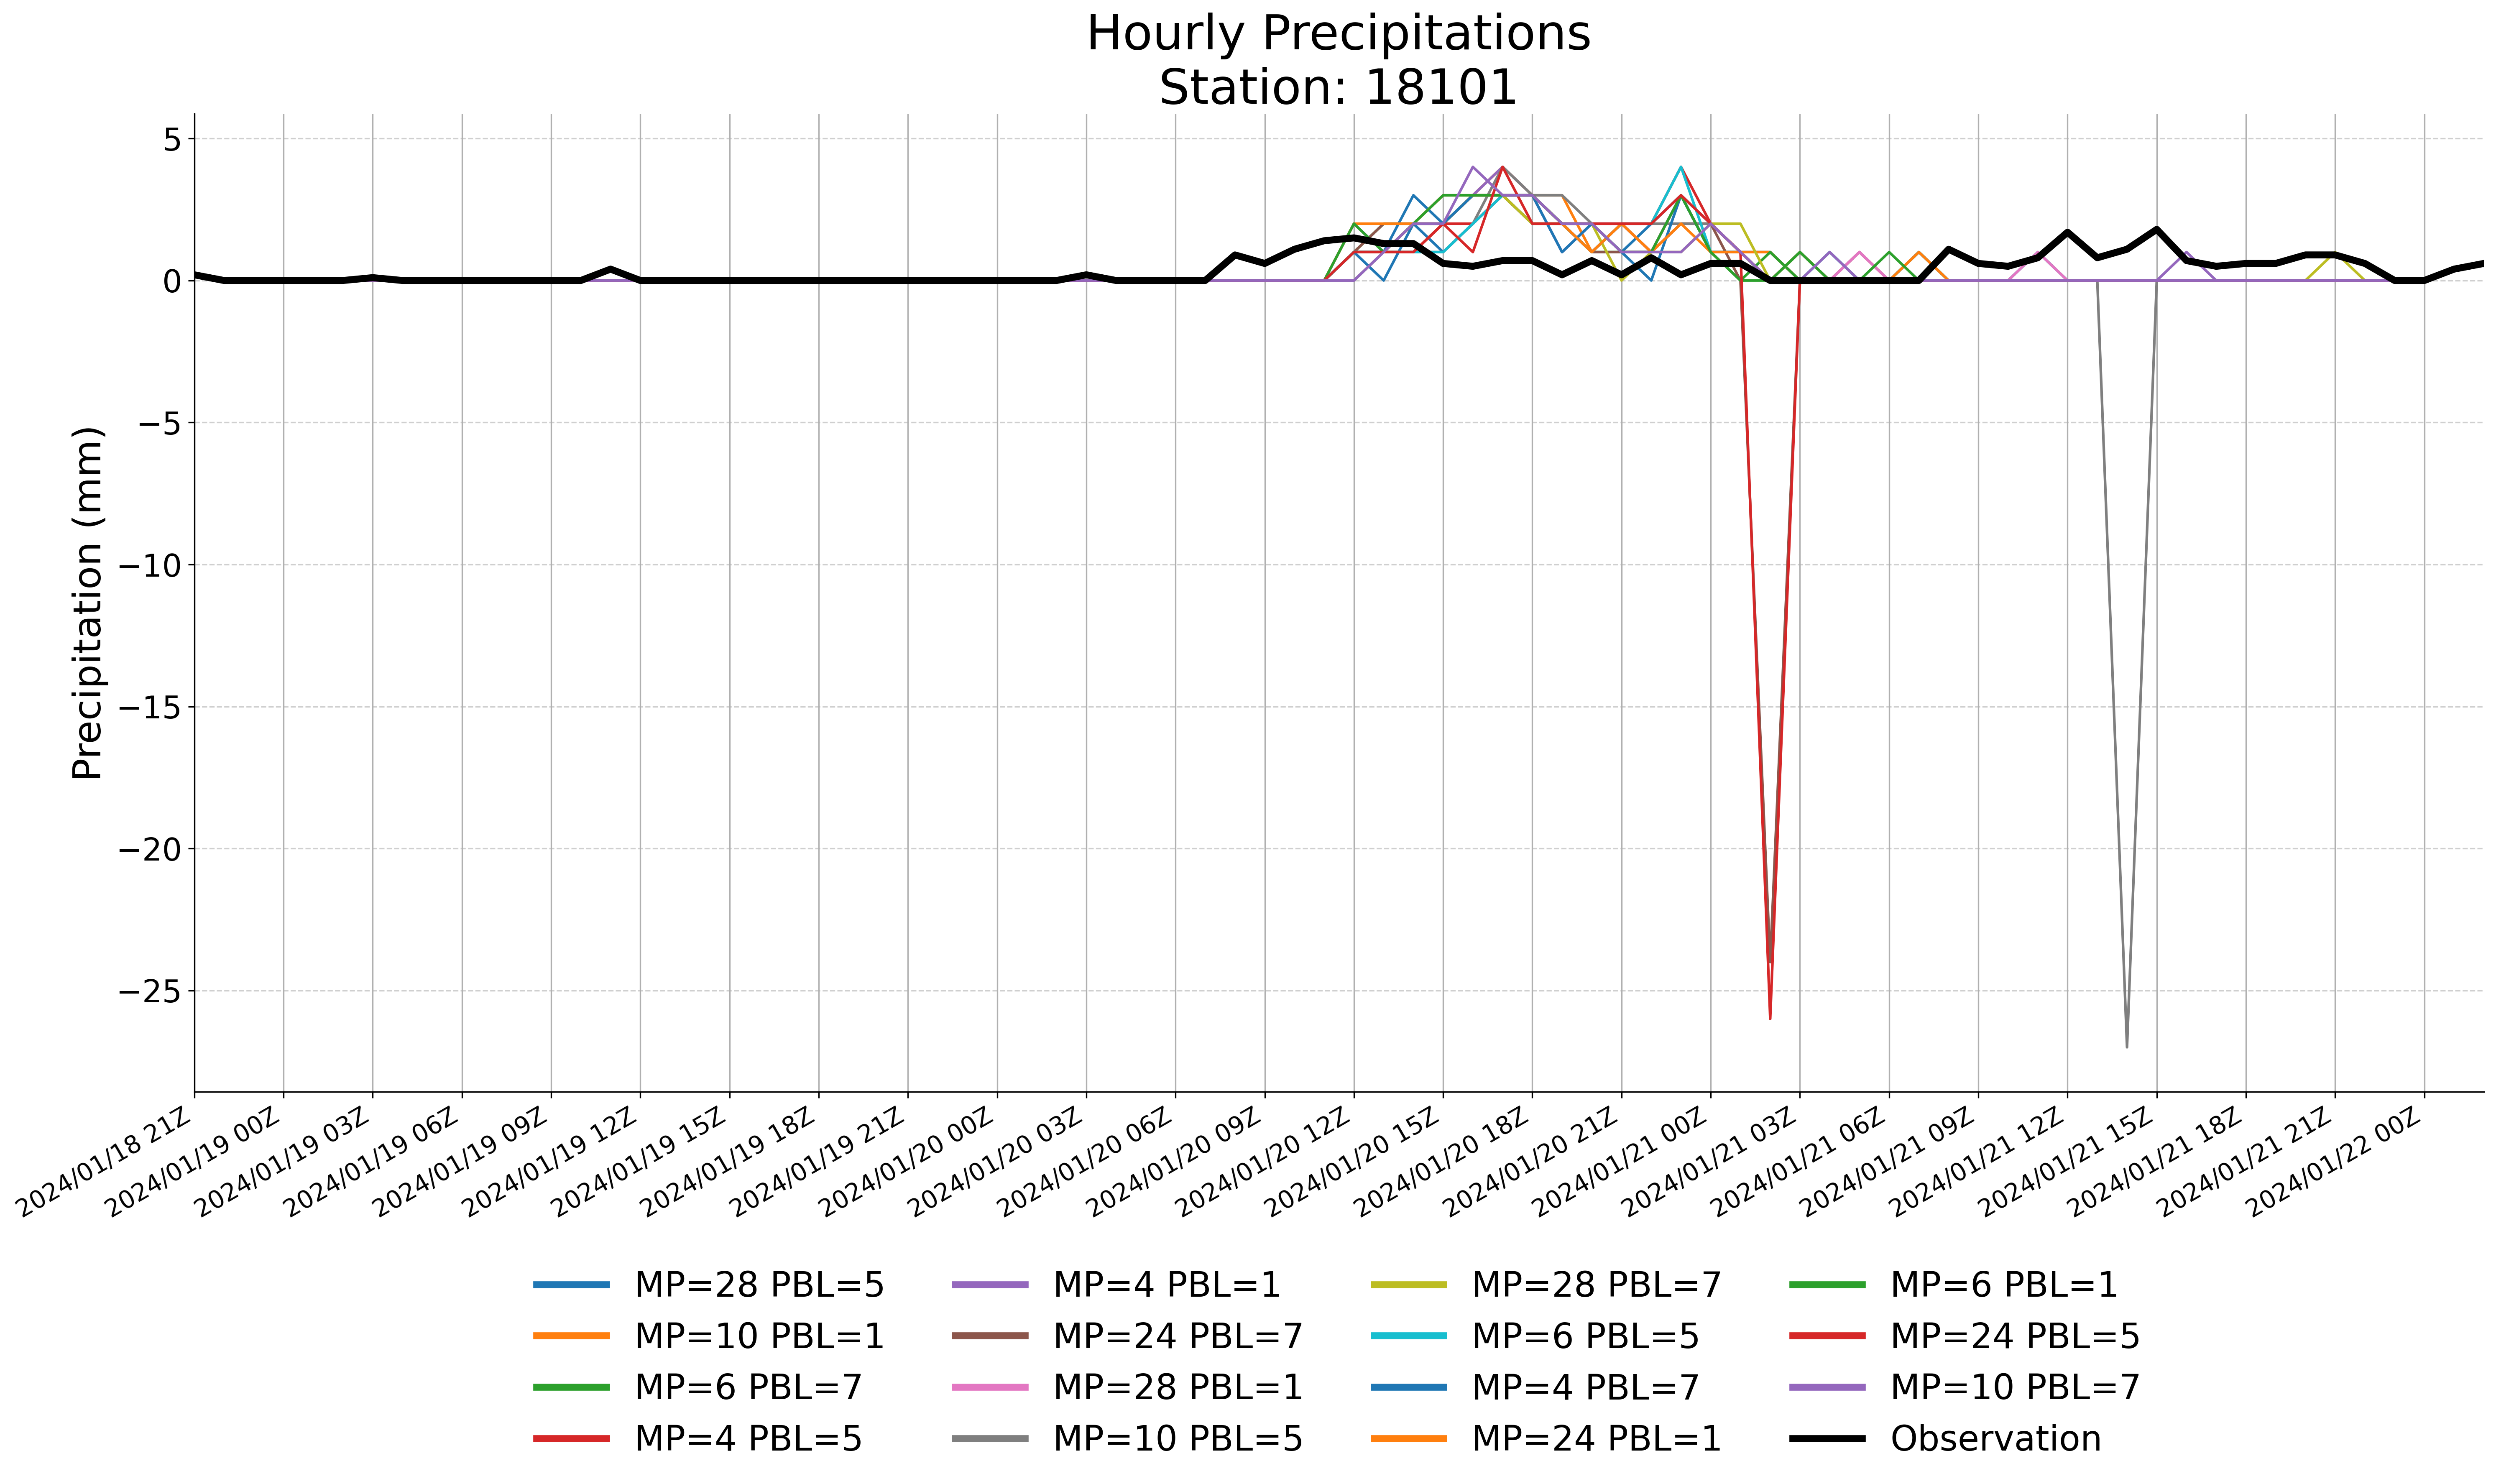 Hourly Precipitations
Station: 18101
Precipitation (mm)
5
0
−5
−10
−15
−20
−25
2024/01/18 21Z
2024/01/19 00Z
2024/01/19 03Z
2024/01/19 06Z
2024/01/19 09Z
2024/01/19 12Z
2024/01/19 15Z
2024/01/19 18Z
2024/01/19 21Z
2024/01/20 00Z
2024/01/20 03Z
2024/01/20 06Z
2024/01/20 09Z
2024/01/20 12Z
2024/01/20 15Z
2024/01/20 18Z
2024/01/20 21Z
2024/01/21 00Z
2024/01/21 03Z
2024/01/21 06Z
2024/01/21 09Z
2024/01/21 12Z
2024/01/21 15Z
2024/01/21 18Z
2024/01/21 21Z
2024/01/22 00Z
MP=28 PBL=5
MP=10 PBL=1
MP=6 PBL=7
MP=4 PBL=5
MP=4 PBL=1
MP=24 PBL=7
MP=28 PBL=1
MP=10 PBL=5
MP=28 PBL=7
MP=6 PBL=5
MP=4 PBL=7
MP=24 PBL=1
MP=6 PBL=1
MP=24 PBL=5
MP=10 PBL=7
Observation